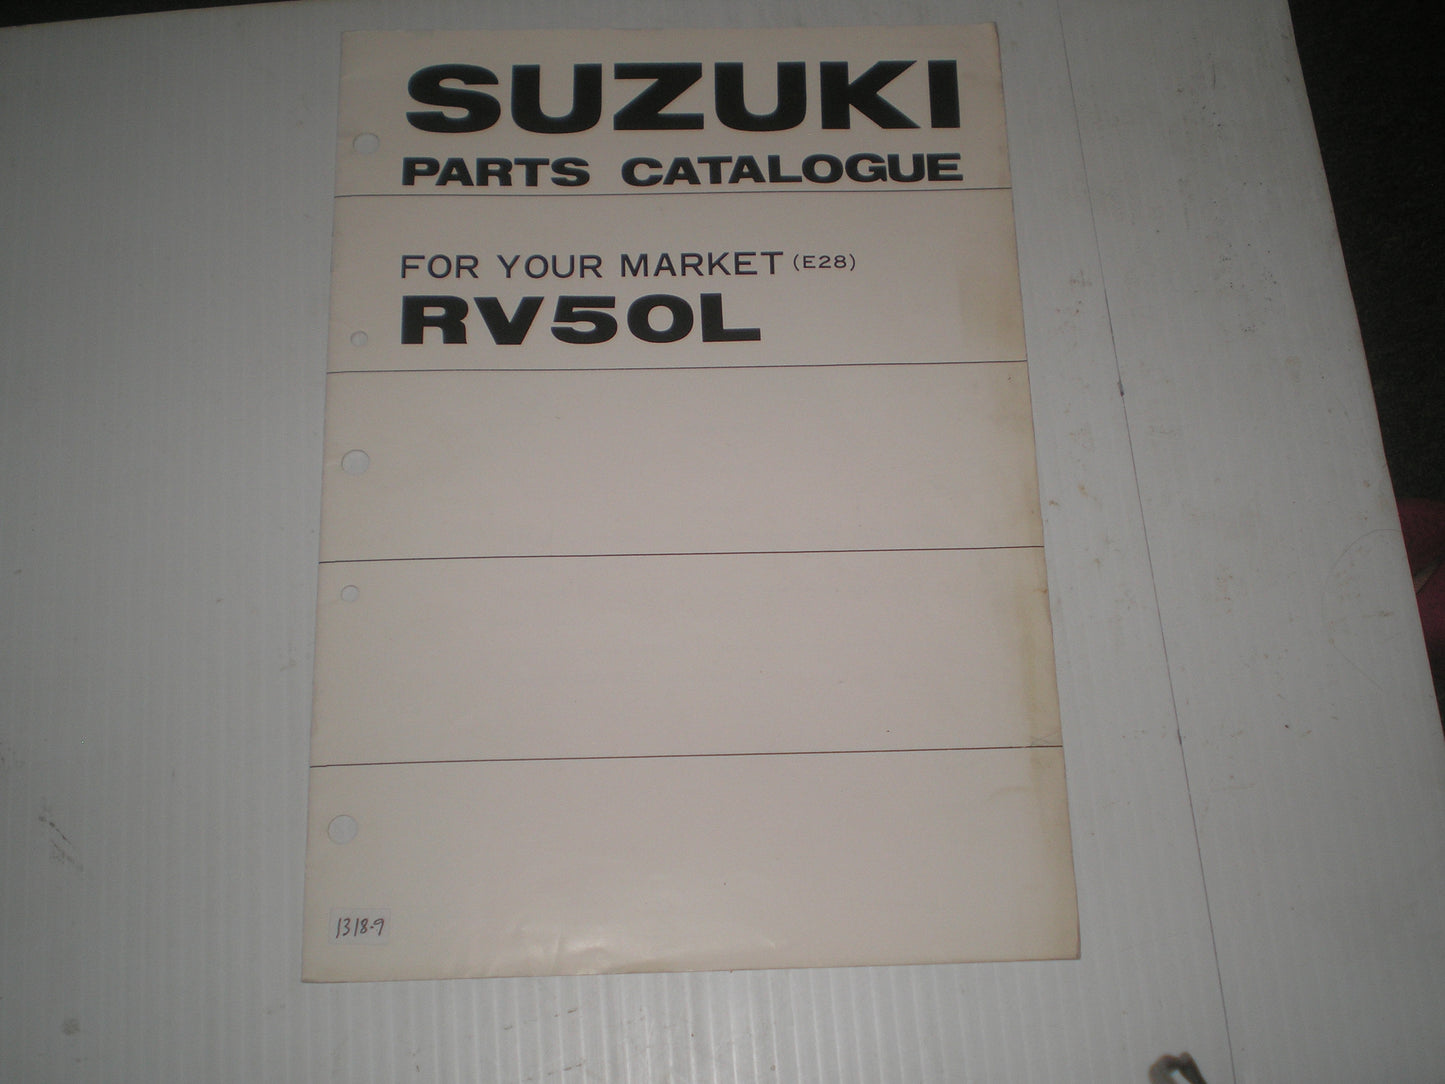 SUZUKI
PARTS CATALOGUE
FOR YOUR MARKET (E28)
RV50L
1318-9